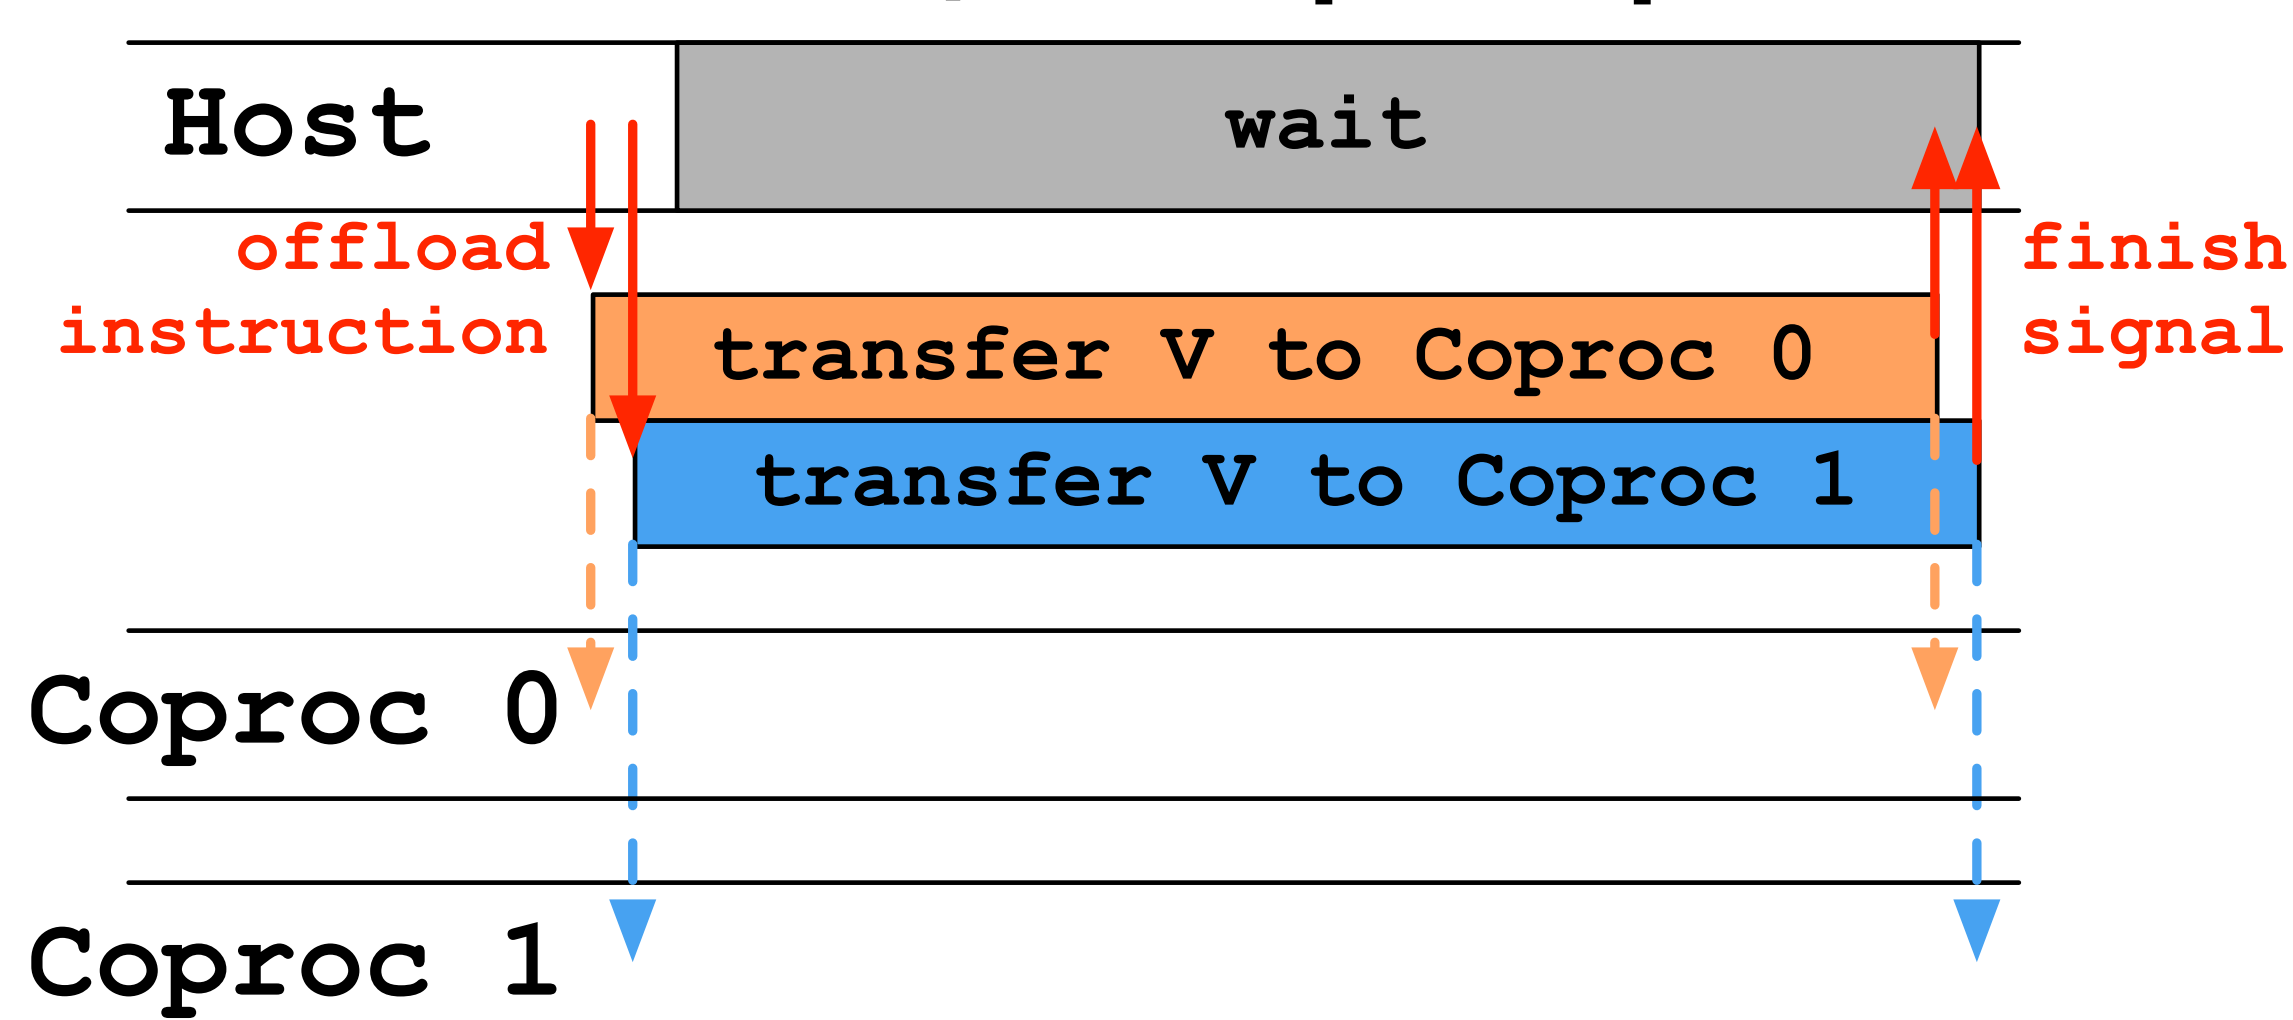 Host
wait
offload
instruction
finish
signal
transfer V to Coproc 0
transfer V to Coproc 1
Coproc 0
Coproc 1